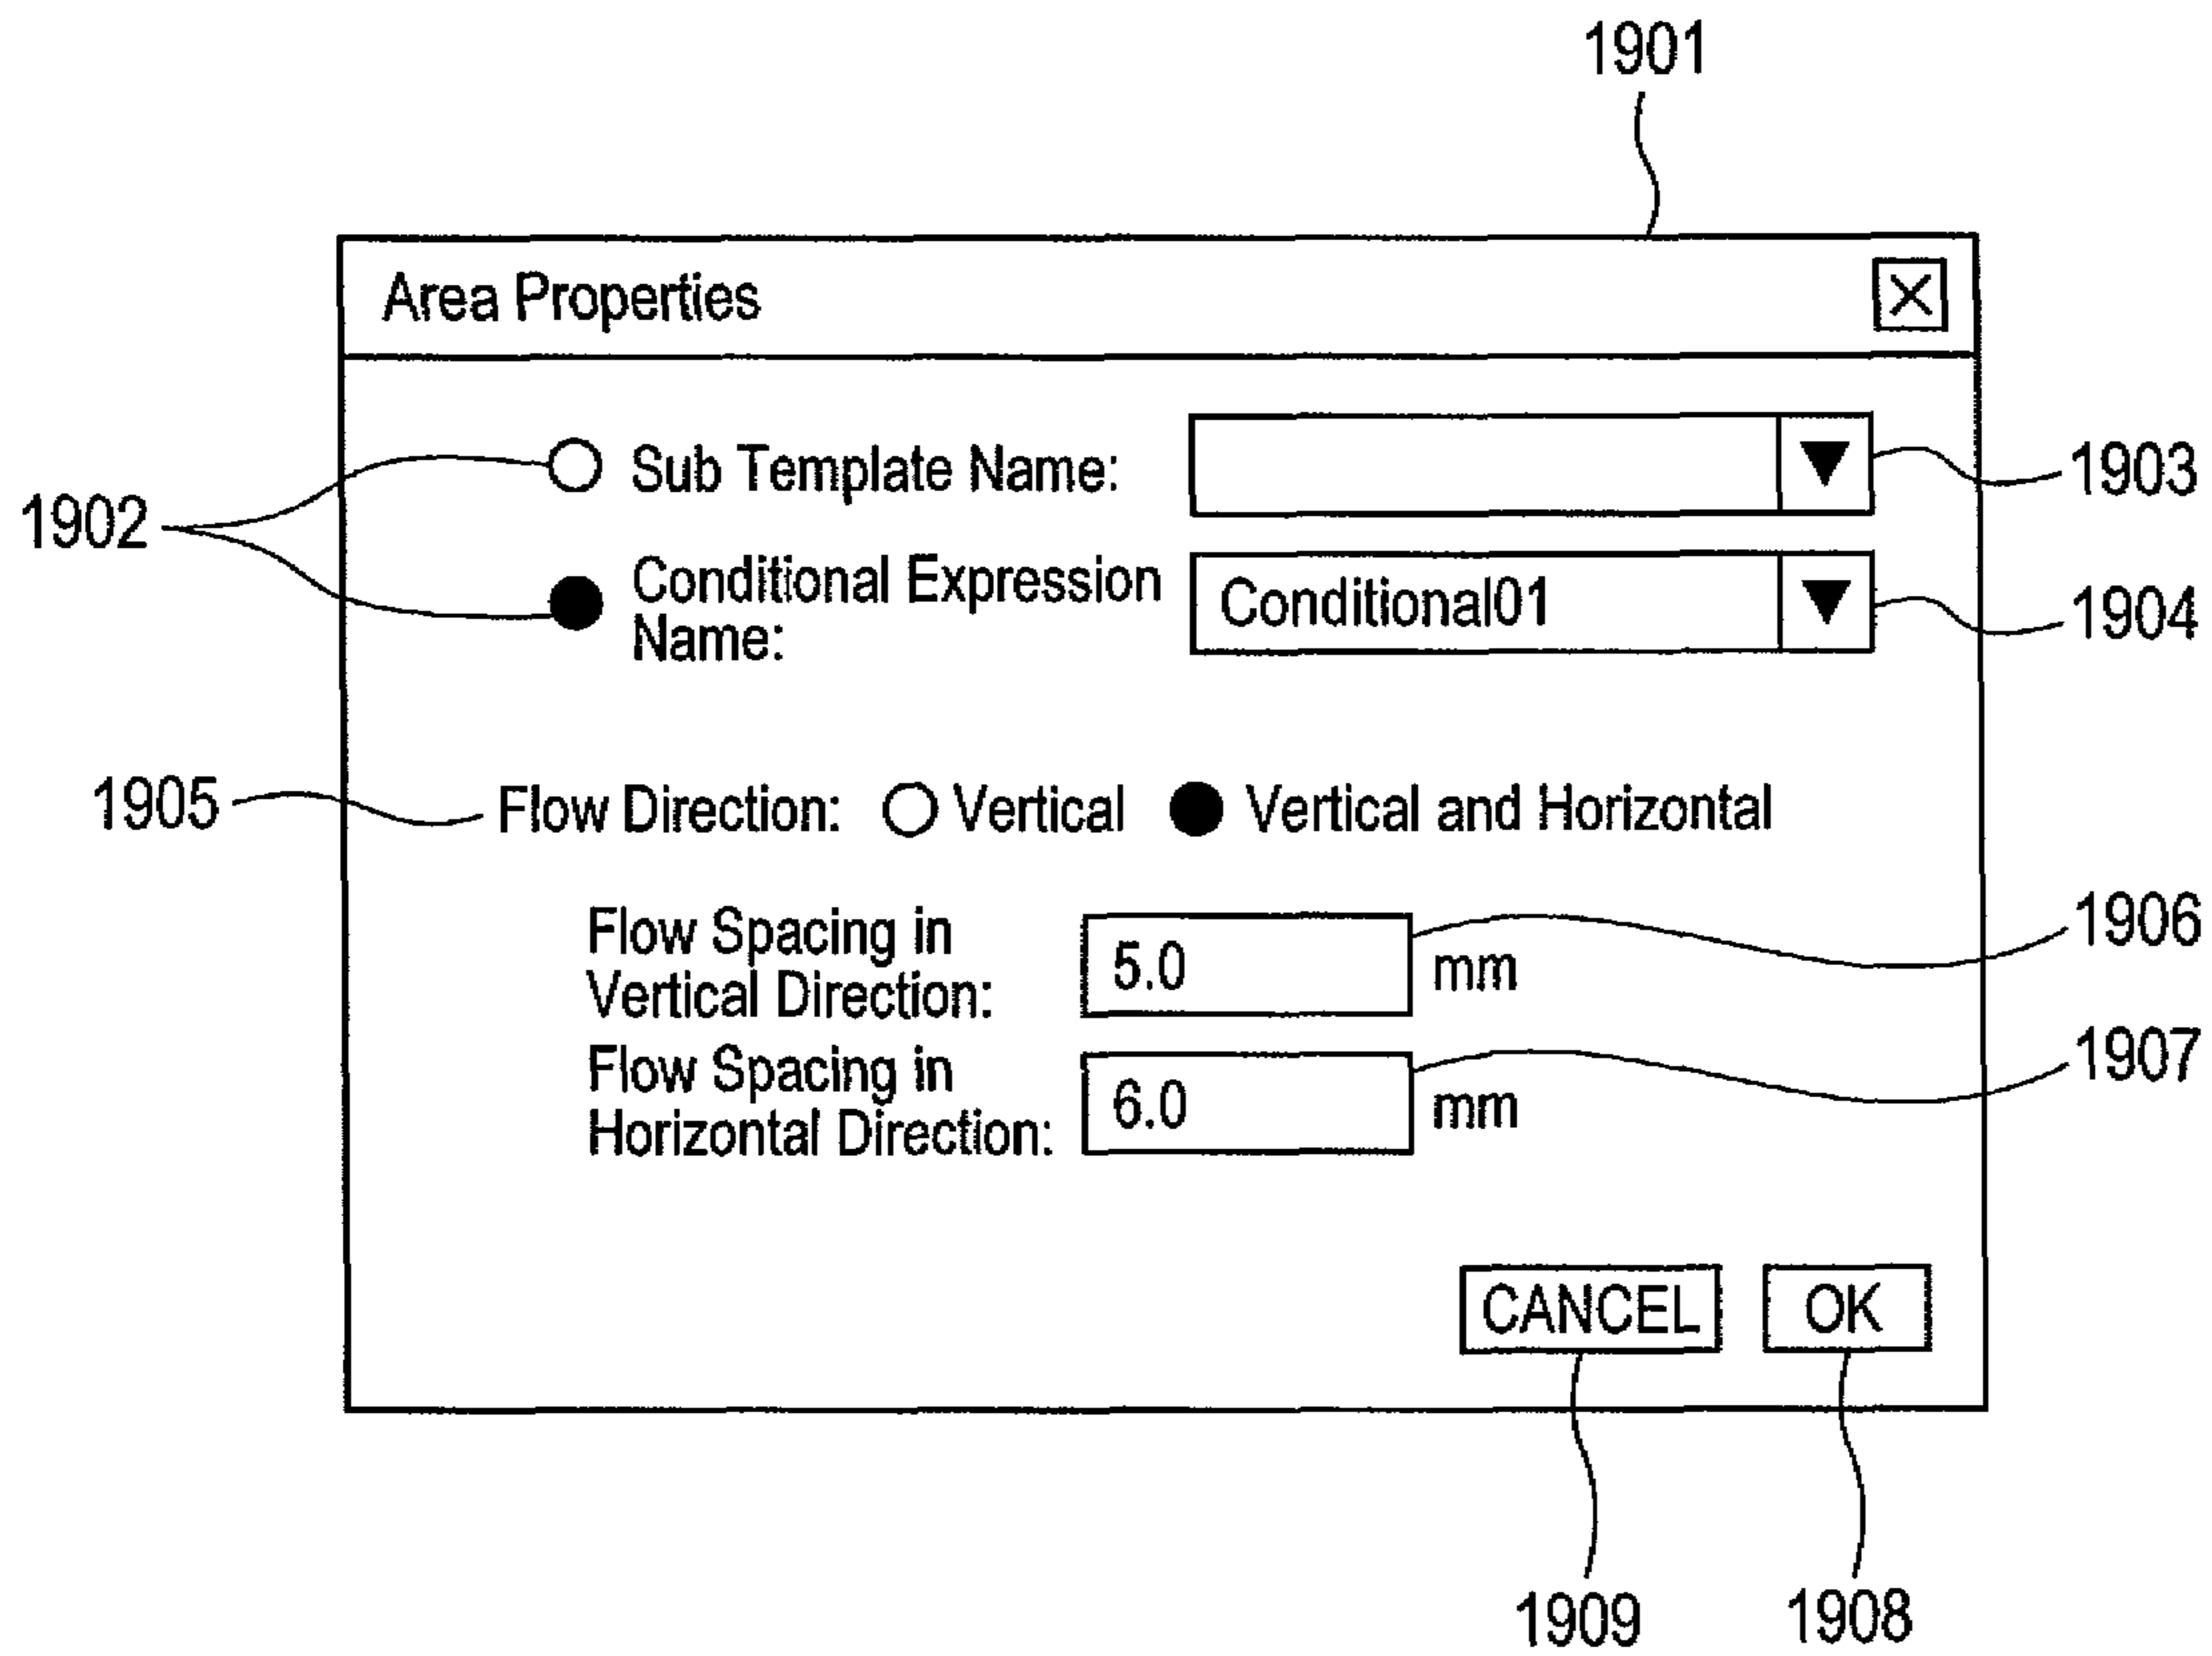 1901
Area Properties
1902
Sub Template Name:
1903
Conditional Expression
Name:
Conditional01
1904
1905
Flow Direction: Vertical Vertical and Horizontal
Flow Spacing in
Vertical Direction:
5.0 mm
1906
Flow Spacing in
Horizontal Direction:
6.0 mm
1907
CANCEL OK
1909 1908